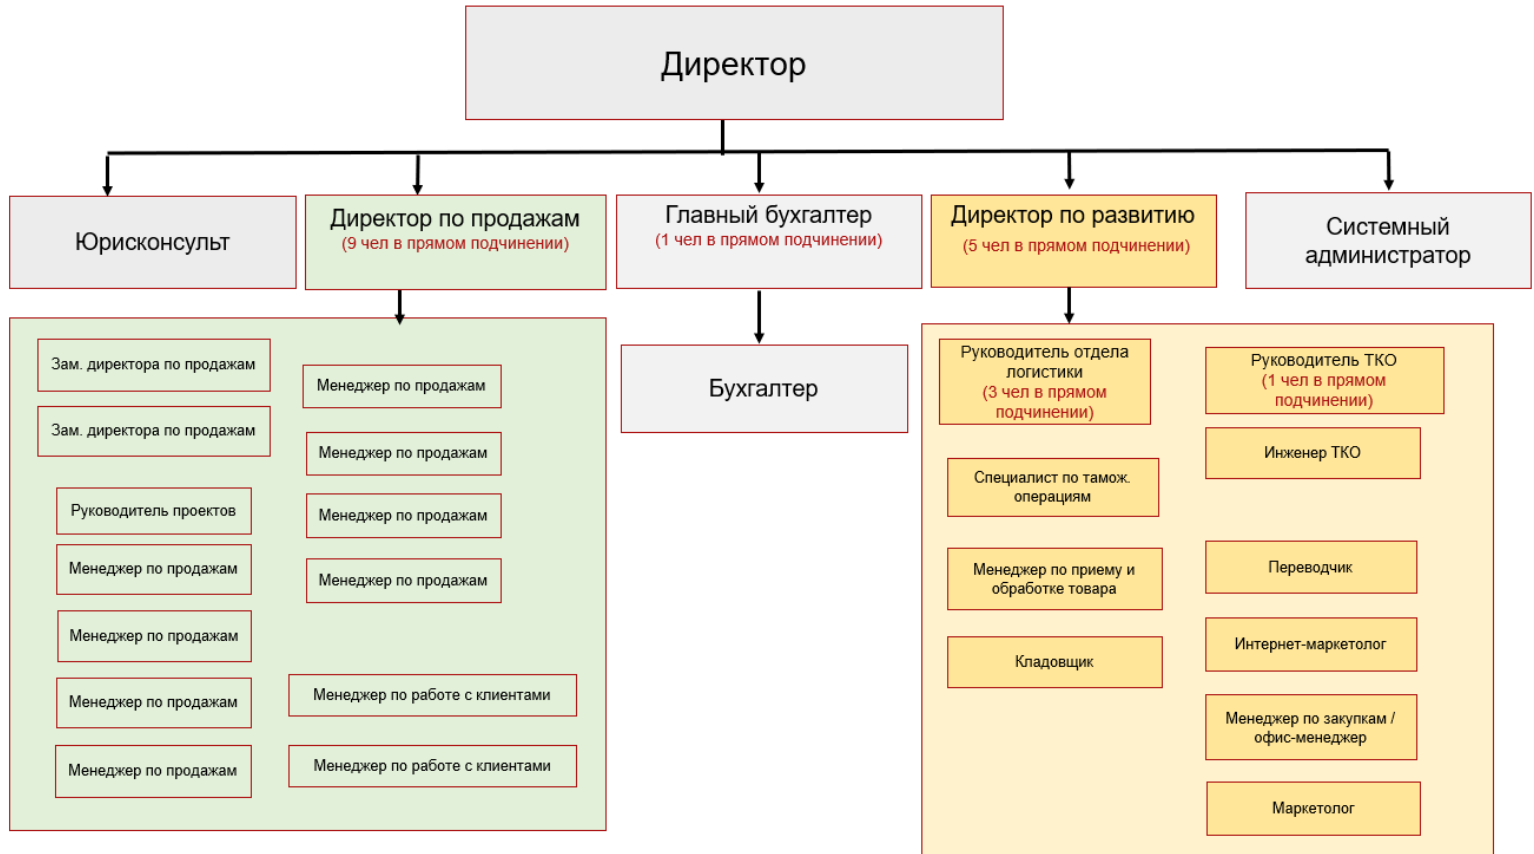 Директор
Юрисконсульт
Директор по продажам
(9 чел в прямом подчинении)
Главный бухгалтер
(1 чел в прямом подчинении)
Директор по развитию
(5 чел в прямом подчинении)
Системный
администратор
Зам. директора по продажам
Зам. директора по продажам
Руководитель проектов
Менеджер по продажам
Менеджер по продажам
Менеджер по продажам
Менеджер по продажам
Менеджер по продажам
Менеджер по продажам
Менеджер по продажам
Менеджер по продажам
Менеджер по работе с клиентами
Менеджер по работе с клиентами
Бухгалтер
Руководитель отдела
логистики
(3 чел в прямом
подчинении)
Специалист по тамож.
операциям
Менеджер по приему и
обработке товара
Кладовщик
Руководитель ТКО
(1 чел в прямом
подчинении)
Инженер ТКО
Переводчик
Интернет-маркетолог
Менеджер по закупкам /
офис-менеджер
Маркетолог